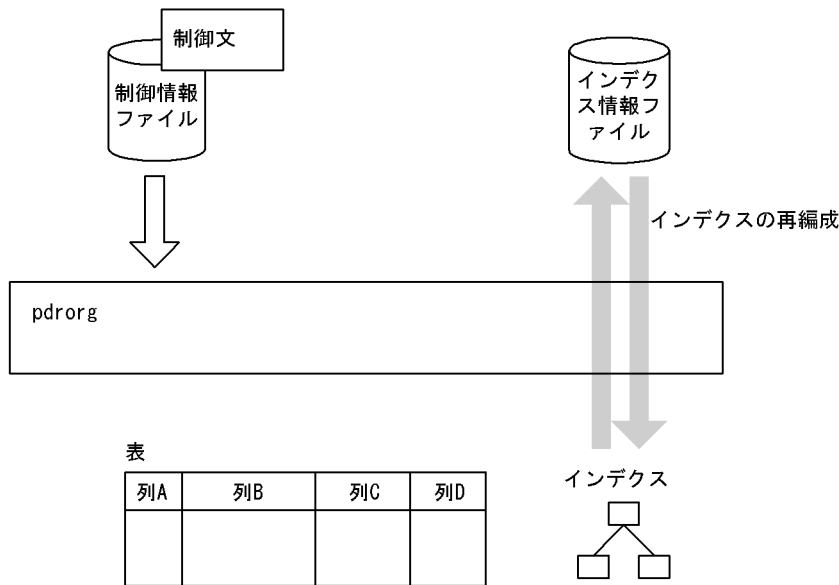 制御文
制御情報
ファイル
インデク
ス情報フ
ァイル
インデクスの再編成
pdrorg
表
列A 列B 列C 列D
インデクス